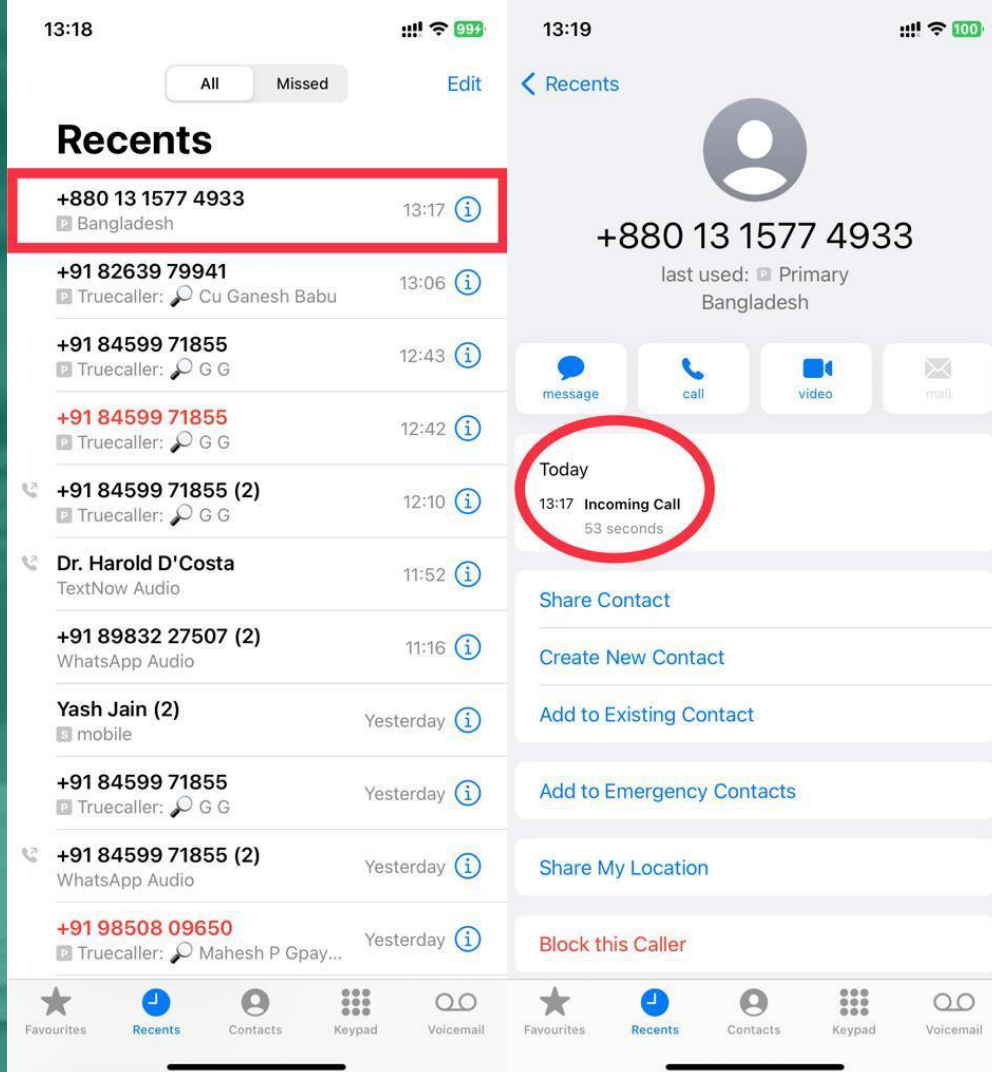 13:18
99
All Missed Edit
Recents
+880 13 1577 4933
P Bangladesh
13:17
+91 82639 79941
P Truecaller: 🔎 Cu Ganesh Babu
13:06
+91 84599 71855
P Truecaller: 🔎 G G
12:43
+91 84599 71855
P Truecaller: 🔎 G G
12:42
+91 84599 71855 (2)
P Truecaller: 🔎 G G
12:10
Dr. Harold D'Costa
TextNow Audio
11:52
+91 89832 27507 (2)
WhatsApp Audio
11:16
Yash Jain (2)
S mobile
Yesterday
+91 84599 71855
P Truecaller: 🔎 G G
Yesterday
+91 84599 71855 (2)
WhatsApp Audio
Yesterday
+91 98508 09650
P Truecaller: 🔎 Mahesh P Gpay...
Yesterday
Favourites Recents Contacts Keypad Voicemail
13:19
100
Recents
+880 13 1577 4933
last used: P Primary
Bangladesh
message call video mail
Today
13:17 Incoming Call
53 seconds
Share Contact
Create New Contact
Add to Existing Contact
Add to Emergency Contacts
Share My Location
Block this Caller
Favourites Recents Contacts Keypad Voicemail